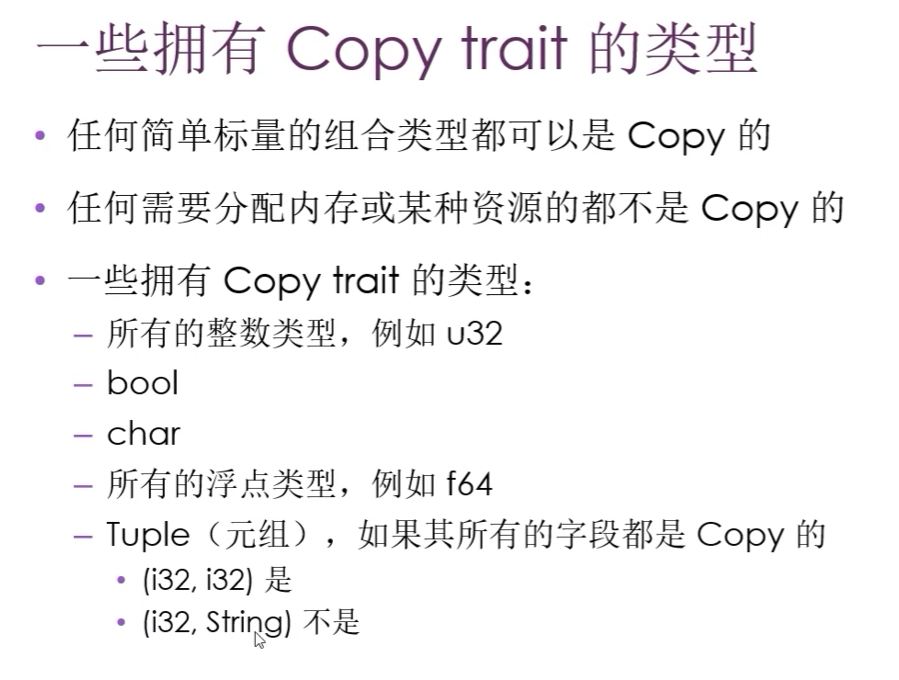 一些拥有 Copy trait 的类型
• 任何简单标量的组合类型都可以是 Copy 的
• 任何需要分配内存或某种资源的都不是 Copy 的
• 一些拥有 Copy trait 的类型：
– 所有的整数类型，例如 u32
– bool
– char
– 所有的浮点类型，例如 f64
– Tuple（元组），如果其所有的字段都是 Copy 的
• (i32, i32) 是
• (i32, String) 不是